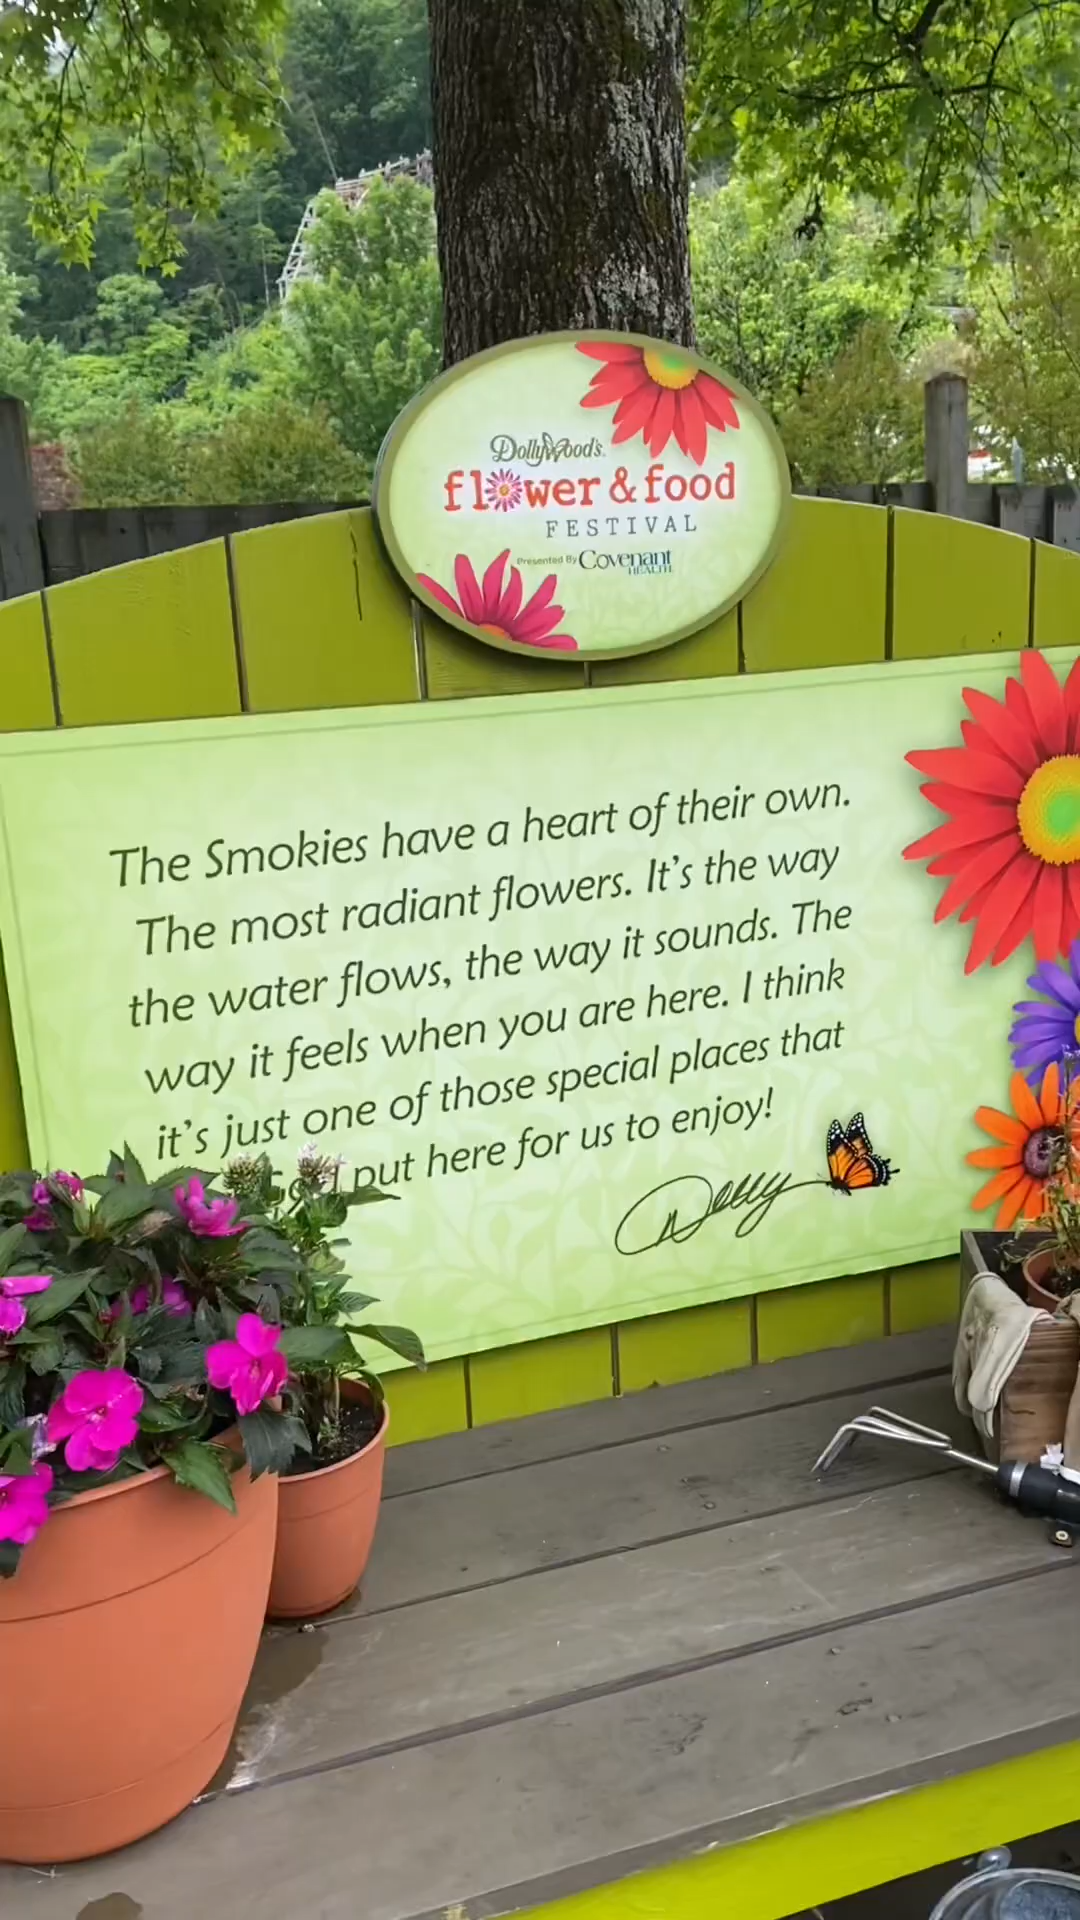 Dollywood's
flower & food
FESTIVAL
Presented By Covenant
HEALTH
The Smokies have a heart of their own.
The most radiant flowers. It's the way
the water flows, the way it sounds. The
way it feels when you are here. I think
it's just one of those special places that
God put here for us to enjoy!
Dolly